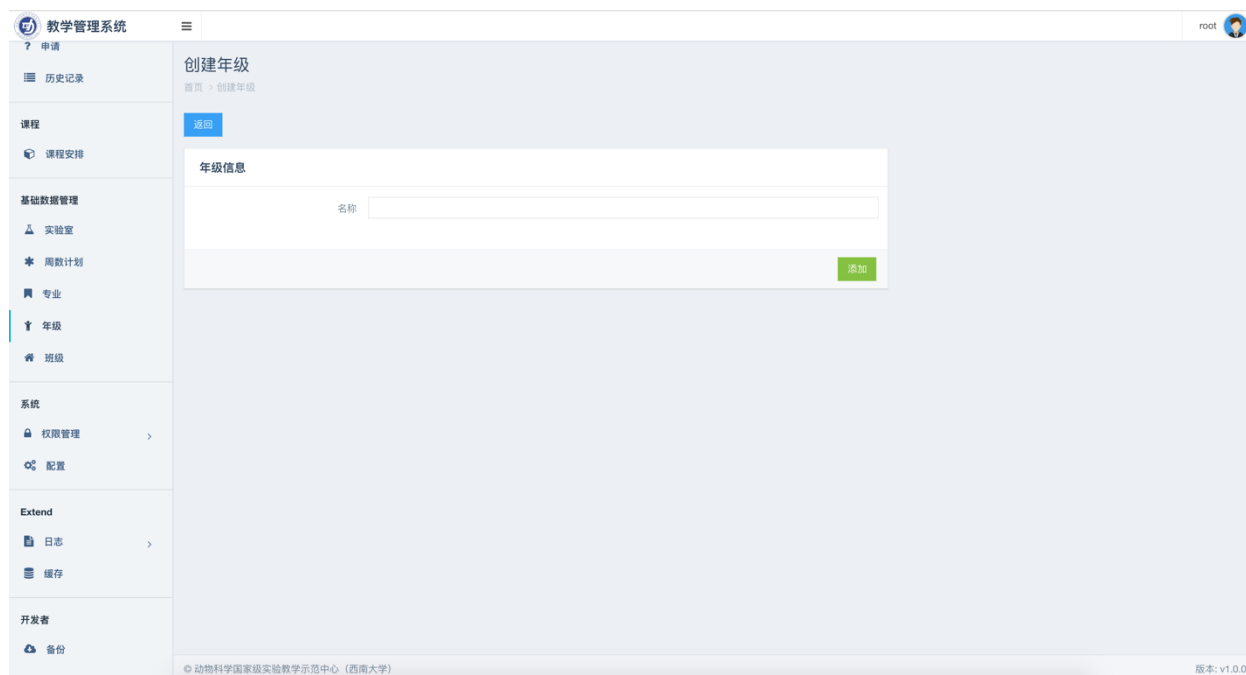 教学管理系统
root
申请
历史记录
课程
课程安排
基础数据管理
实验室
周数计划
专业
年级
班级
系统
权限管理
配置
Extend
日志
缓存
开发者
备份
创建年级
首页 > 创建年级
返回
年级信息
名称
添加
© 动物科学国家级实验教学示范中心（西南大学）
版本: v1.0.0